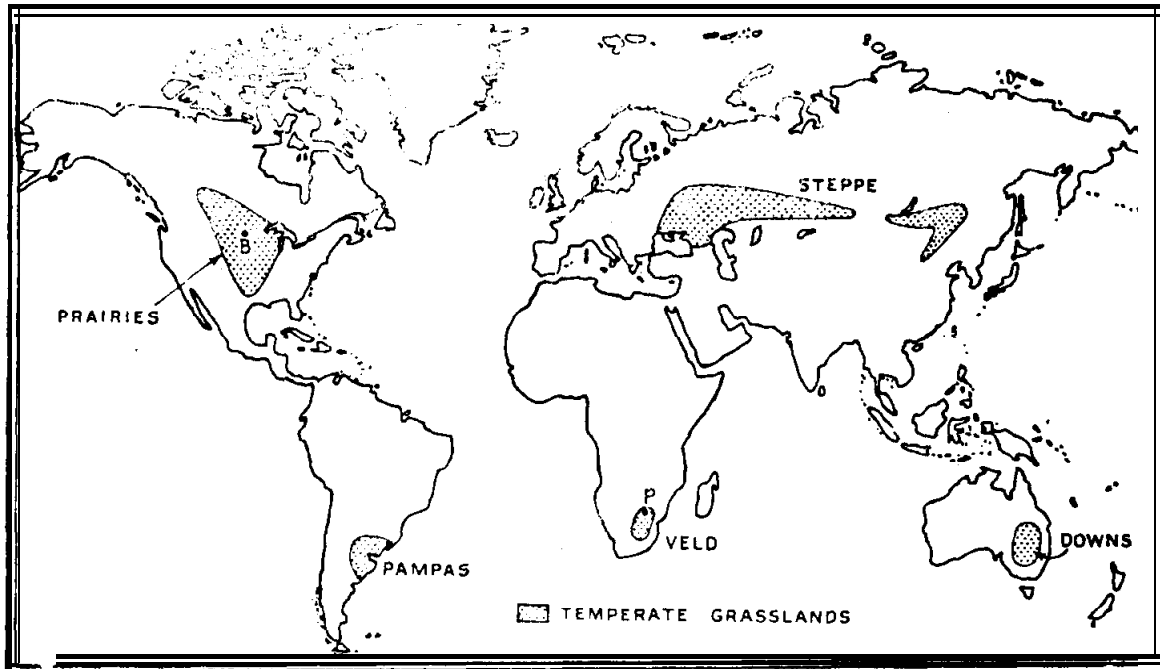 STEPPE
B
PRAIRIES
P
VELD
DOWNS
PAMPAS
TEMPERATE GRASSLANDS